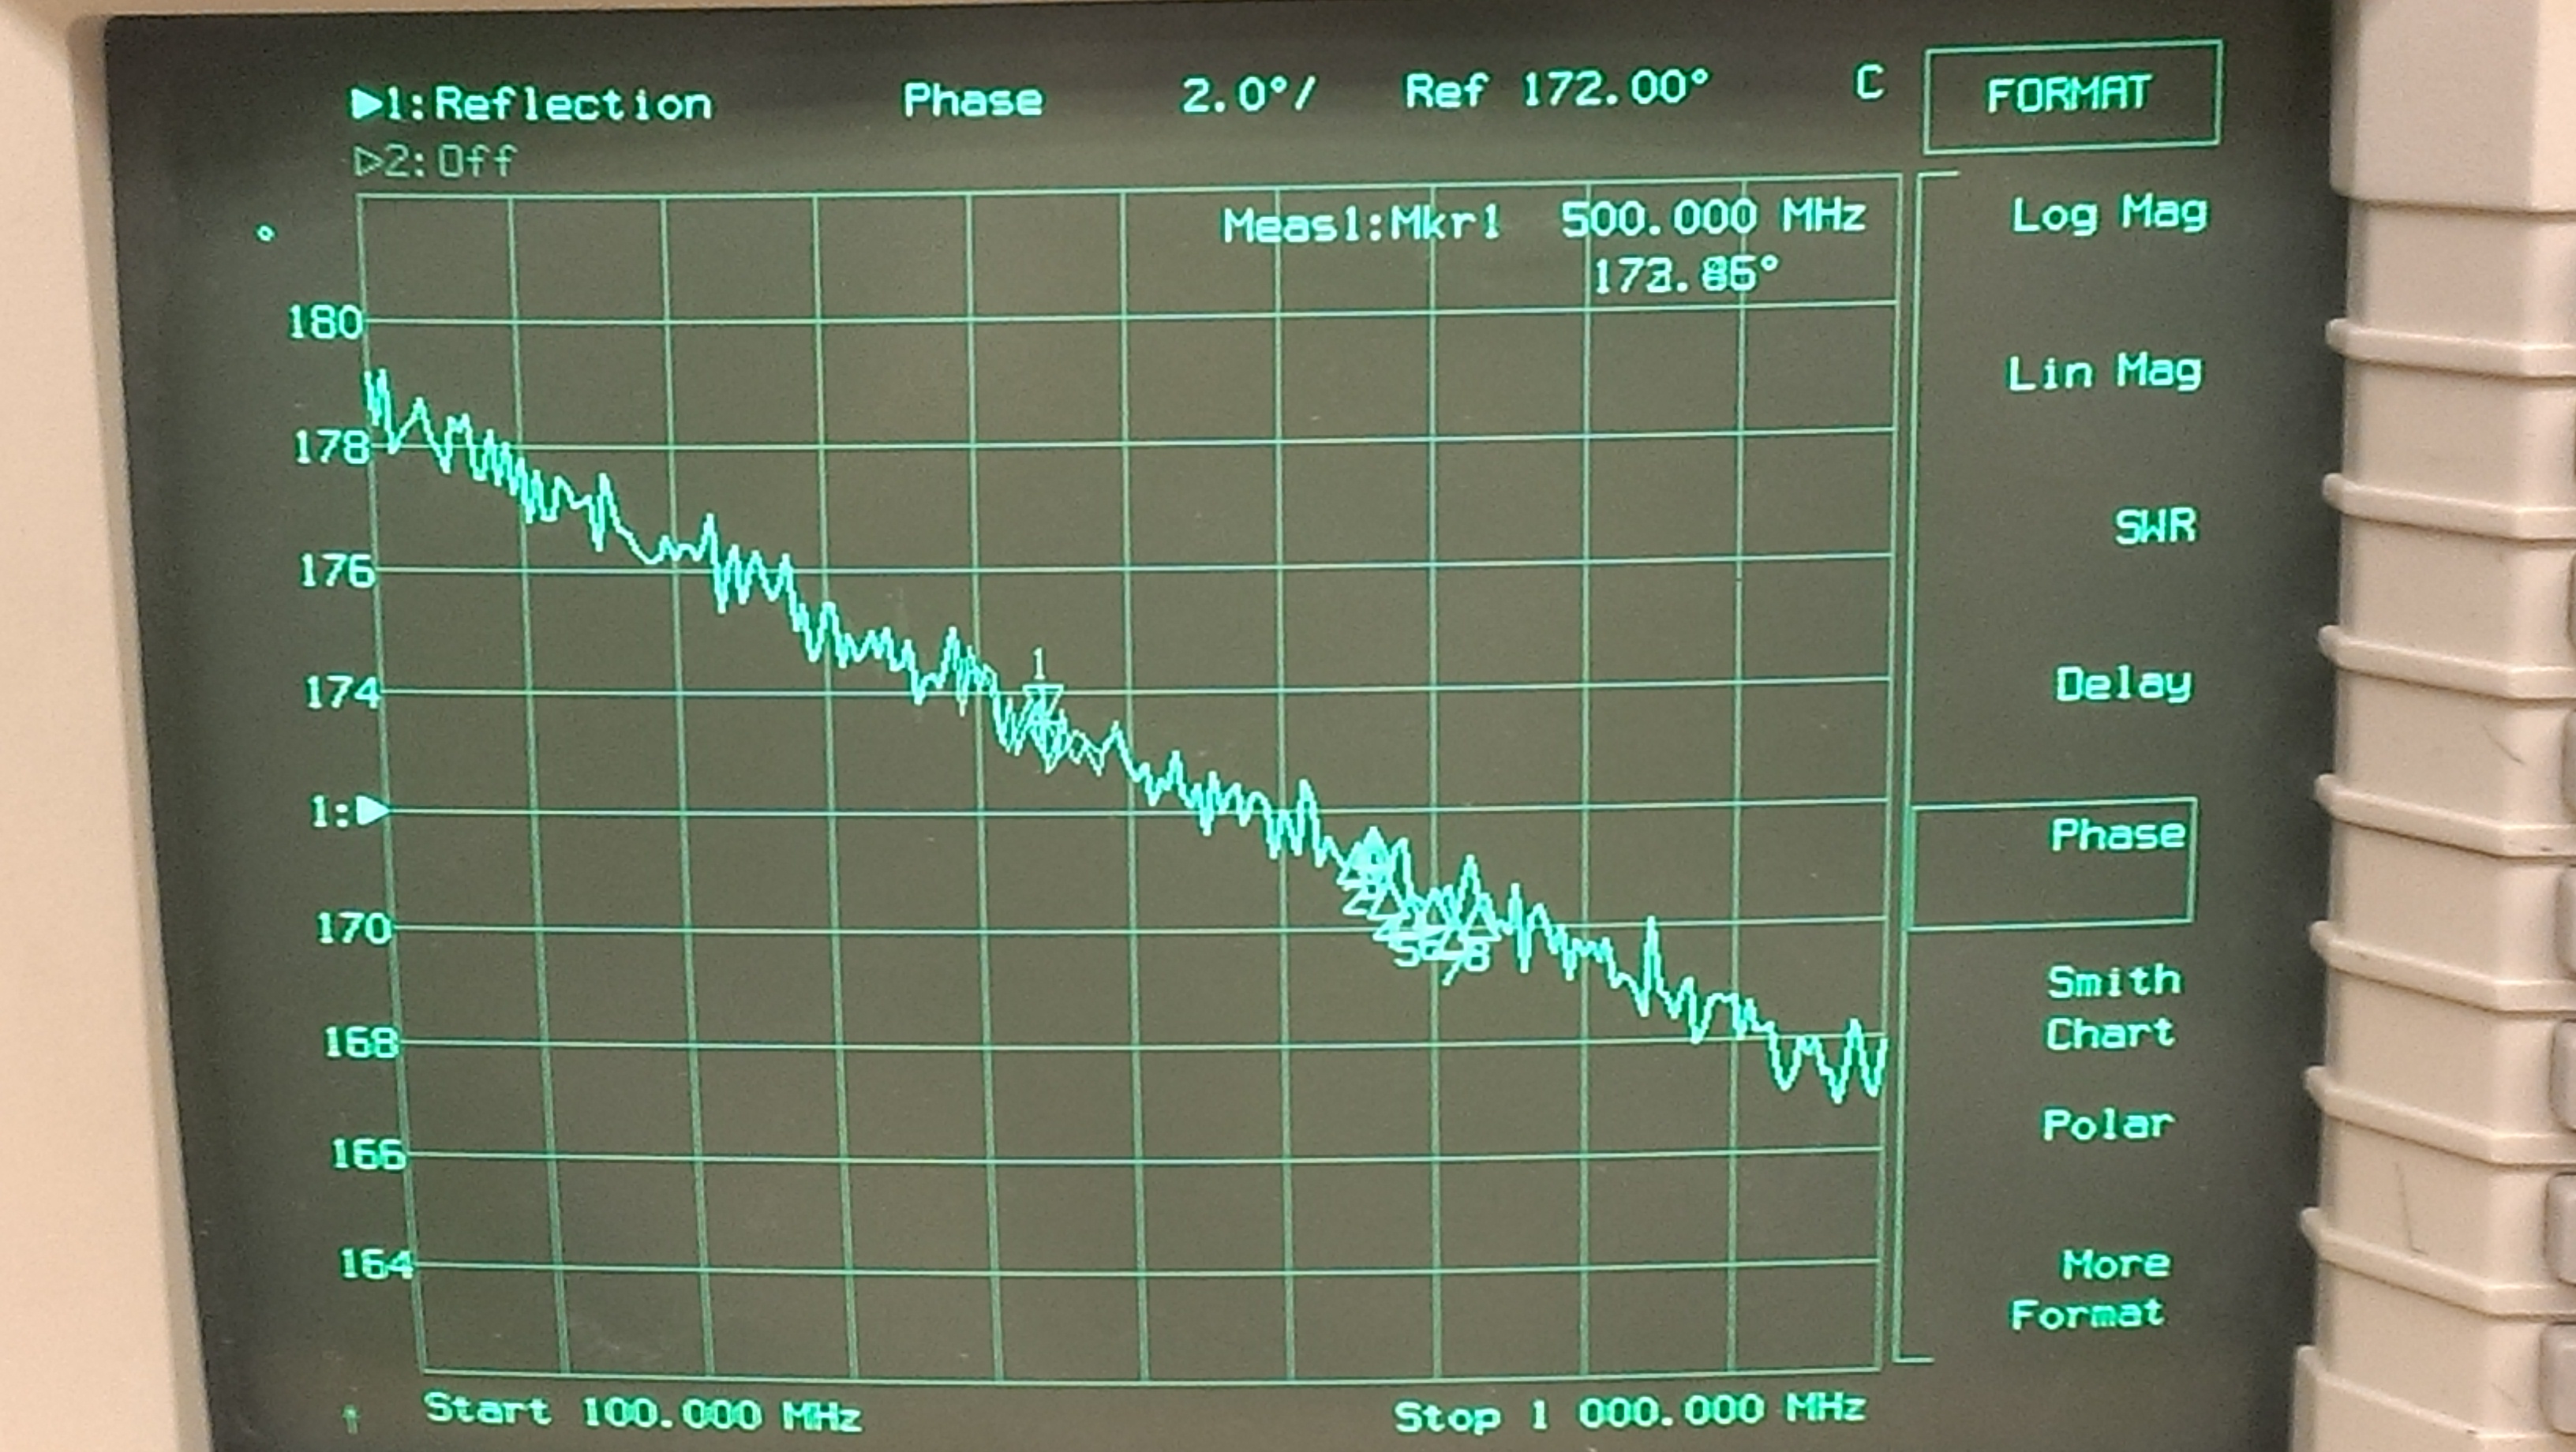 ▶1:Reflection Phase 2.0°/ Ref 172.00° C
▷2:Off
FORMAT
Meas1:Mkr1 500.000 MHz
°
180
178
176
174
1:▶
170
168
166
164
1
8
Start 100.000 MHz Stop 1 000.000 MHz
Log Mag
Lin Mag
SWR
Delay
Phase
Smith
Chart
Polar
More
Format